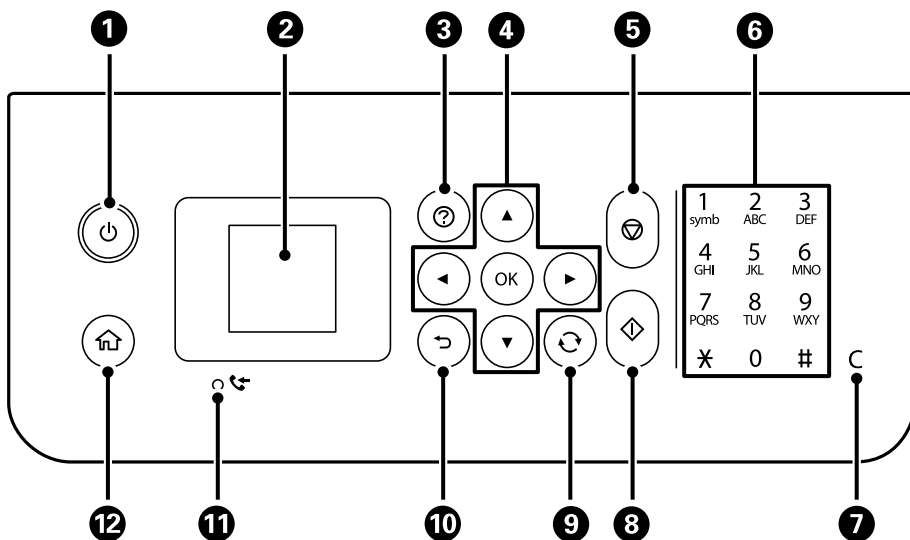 1 2 3 4 5 6
1 2 3
symb ABC DEF
4 5 6
GHI JKL MNO
OK
7 8 9
PQRS TUV WXY
* 0 #
C
12 11 10 9 8 7